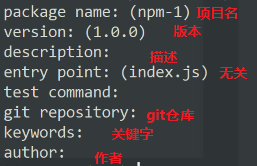 package name: (npm-1) 项目名
version: (1.0.0) 版本
description: 描述
entry point: (index.js) 无关
test command:
git repository: git仓库
keywords: 关键字
author: 作者